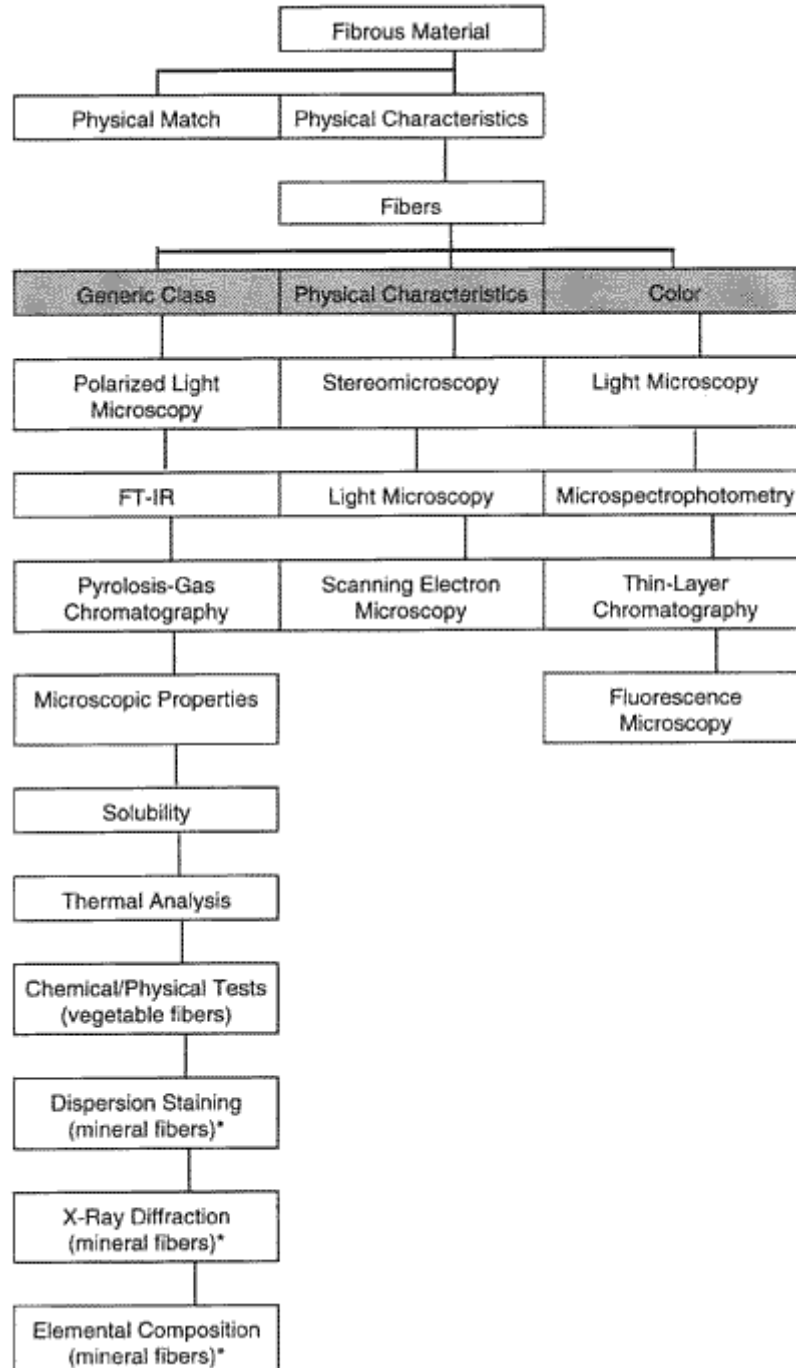 Fibrous Material
Physical Match
Physical Characteristics
Fibers
Generic Class
Physical Characteristics
Color
Polarized Light
Microscopy
Stereomicroscopy
Light Microscopy
FT-IR
Light Microscopy
Microspectrophotometry
Pyrolosis-Gas
Chromatography
Scanning Electron
Microscopy
Thin-Layer
Chromatography
Microscopic Properties
Fluorescence
Microscopy
Solubility
Thermal Analysis
Chemical/Physical Tests
(vegetable fibers)
Dispersion Staining
(mineral fibers)*
X-Ray Diffraction
(mineral fibers)*
Elemental Composition
(mineral fibers)*